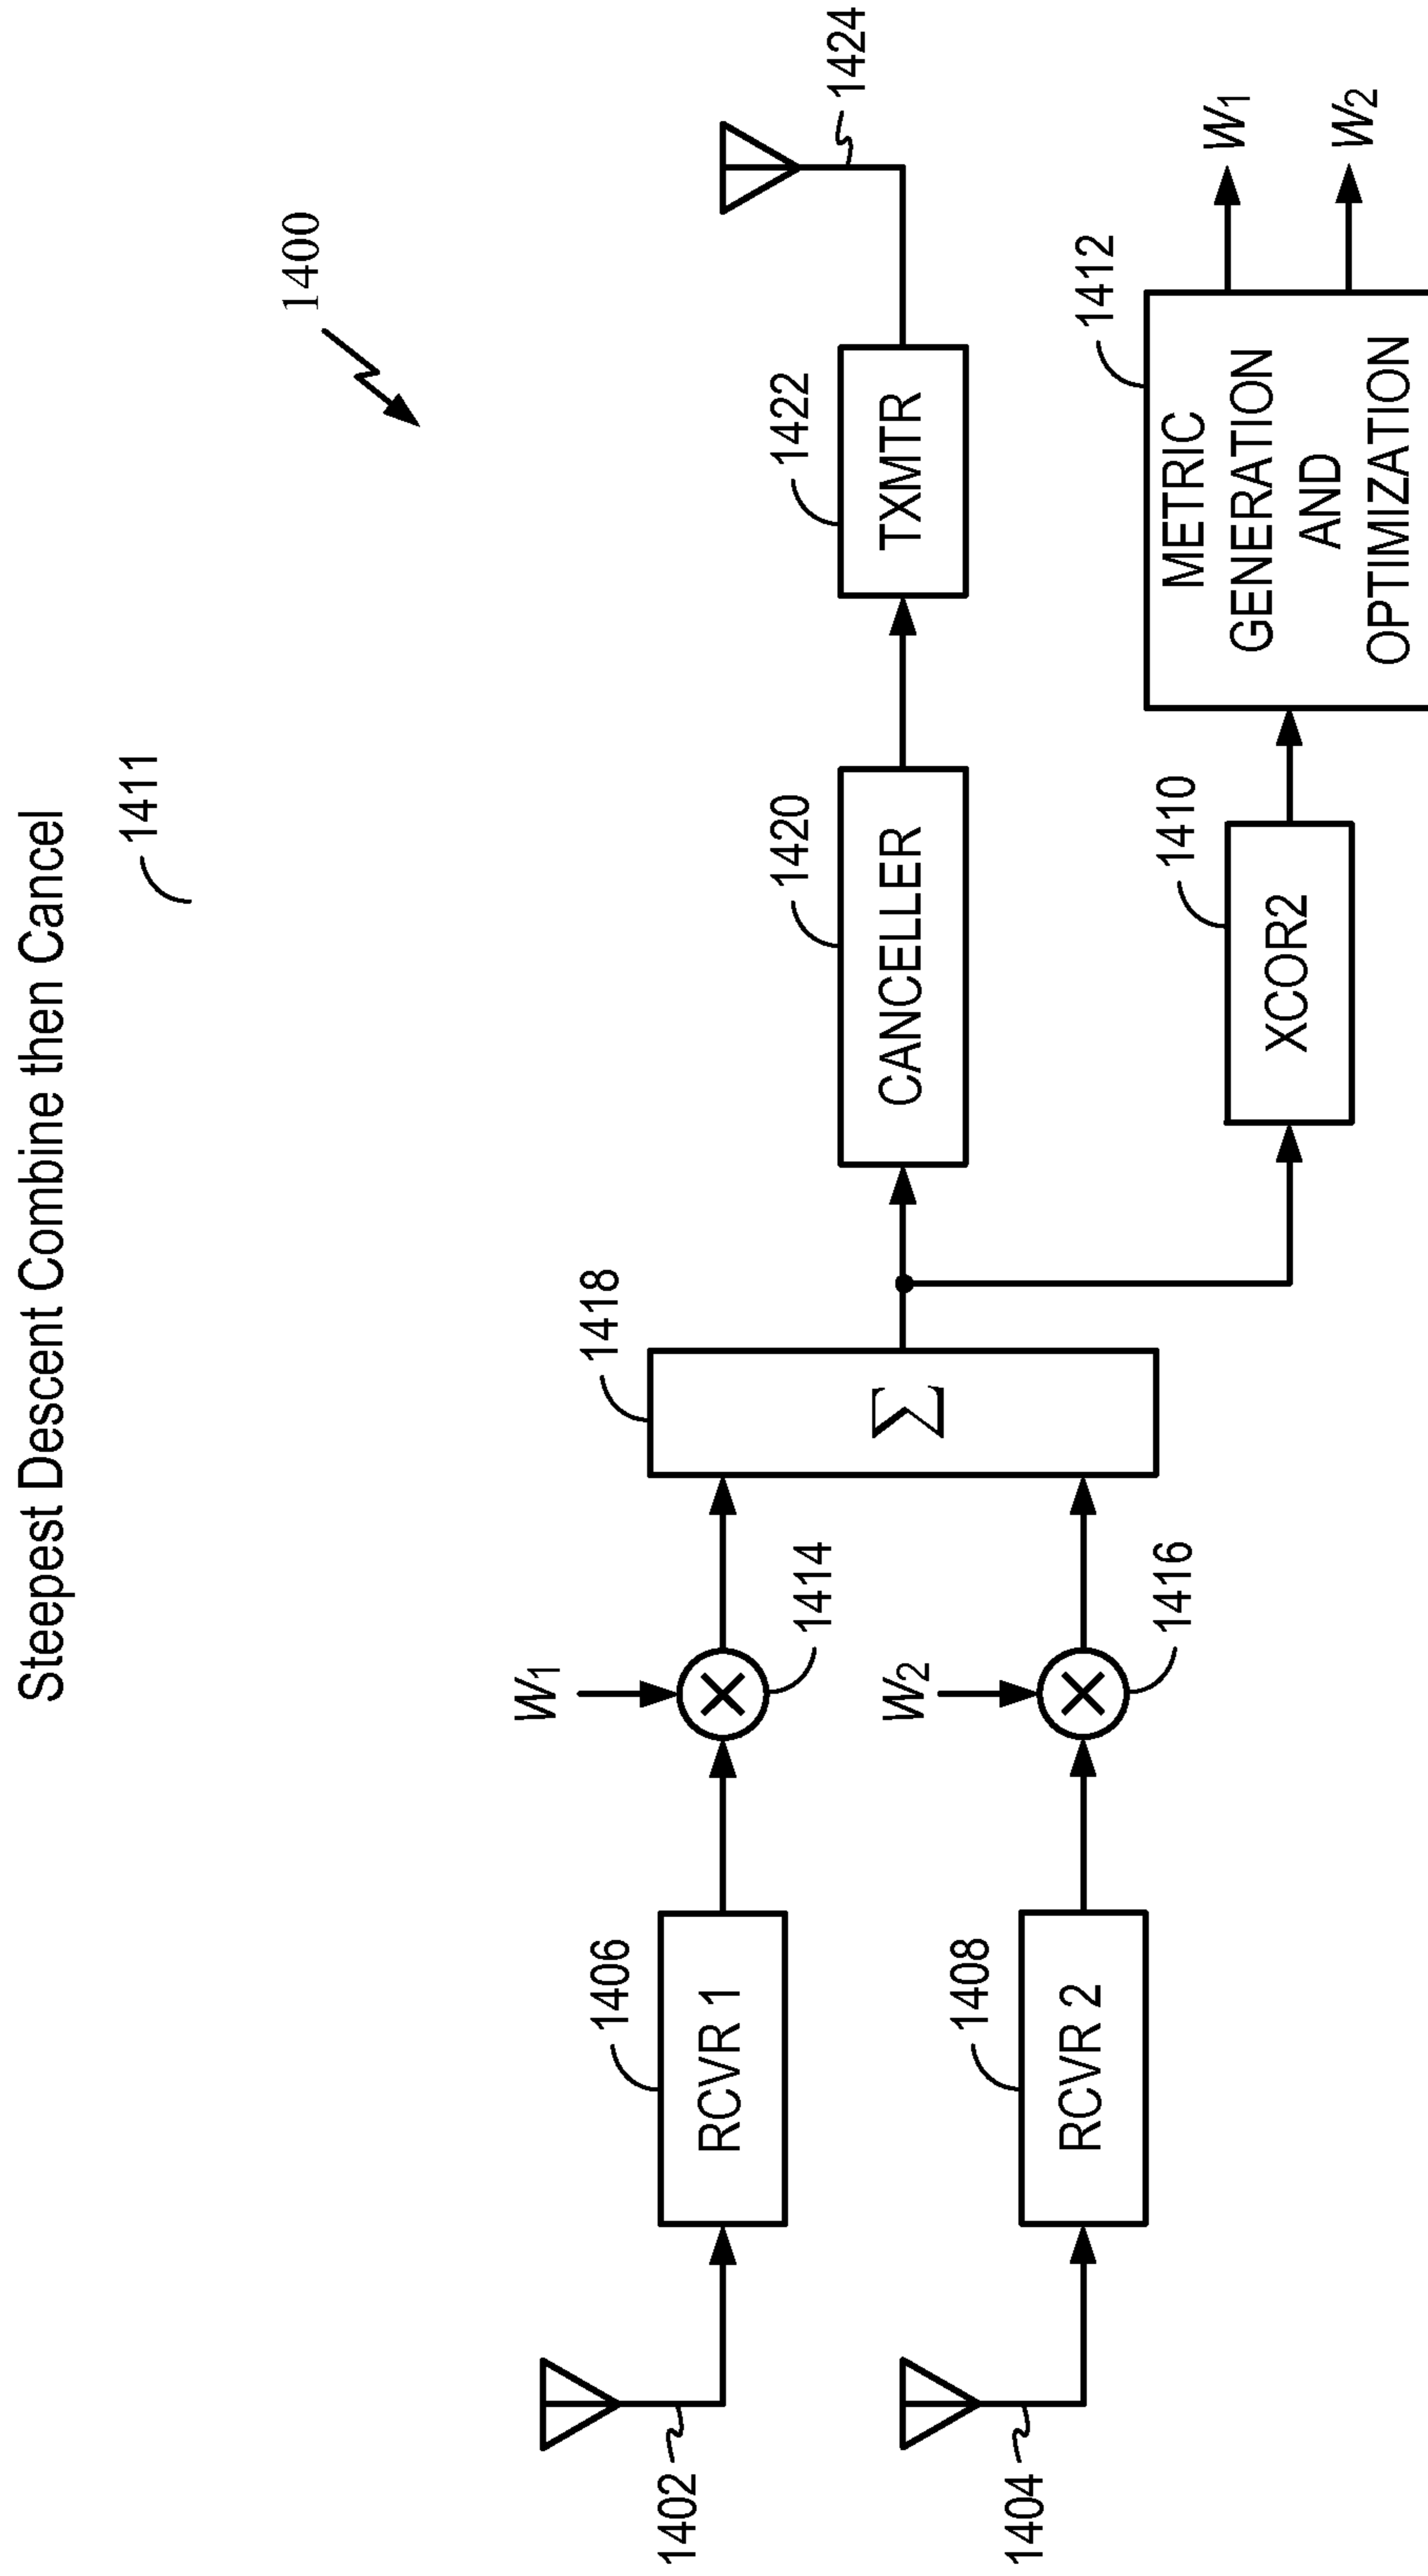 Steepest Descent Combine then Cancel
1411
1400
1402
1406
RCVR 1
W1
1414
1418
Σ
1420
CANCELLER
1422
TXMTR
1424
1404
1408
RCVR 2
W2
1416
1410
XCOR2
1412
METRIC
GENERATION
AND
OPTIMIZATION
W1
W2